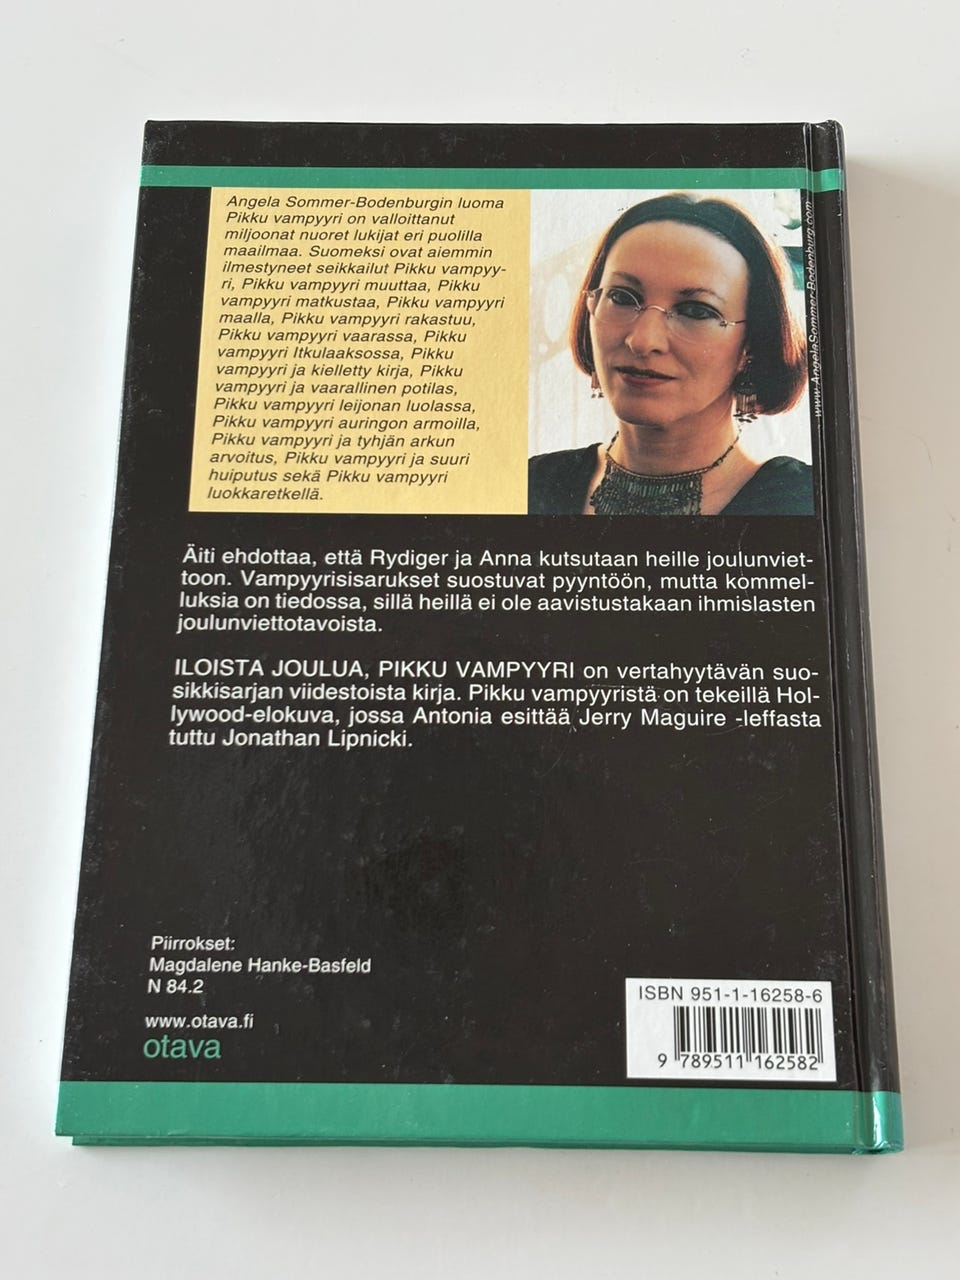 Angela Sommer-Bodenburgin luoma
Pikku vampyyri on valloittanut
miljoonat nuoret lukijat eri puolilla
maailmaa. Suomeksi ovat aiemmin
ilmestyneet seikkailut Pikku vampyy-
ri, Pikku vampyyri muuttaa, Pikku
vampyyri matkustaa, Pikku vampyyri
maalla, Pikku vampyyri rakastuu,
Pikku vampyyri vaarassa, Pikku
vampyyri Itkulaaksossa, Pikku
vampyyri ja kielletty kirja, Pikku
vampyyri ja vaarallinen potilas,
Pikku vampyyri leijonan luolassa,
Pikku vampyyri auringon armoilla,
Pikku vampyyri ja tyhjän arkun
arvoitus, Pikku vampyyri ja suuri
huiputus sekä Pikku vampyyri
luokkaretkellä.
www.AngelaSommer-Bodenburg.com
Äiti ehdottaa, että Rydiger ja Anna kutsutaan heille joulunviet-
toon. Vampyyrisisarukset suostuvat pyyntöön, mutta kommel-
luksia on tiedossa, sillä heillä ei ole aavistustakaan ihmislasten
joulunviettotavoista.
ILOISTA JOULUA, PIKKU VAMPYYRI on vertahyytävän suo-
sikkisarjan viidestoista kirja. Pikku vampyyristä on tekeillä Hol-
lywood-elokuva, jossa Antonia esittää Jerry Maguire -leffasta
tuttu Jonathan Lipnicki.
Piirrokset:
Magdalene Hanke-Basfeld
N 84.2
www.otava.fi
otava
ISBN 951-1-16258-6
9 789511 162582